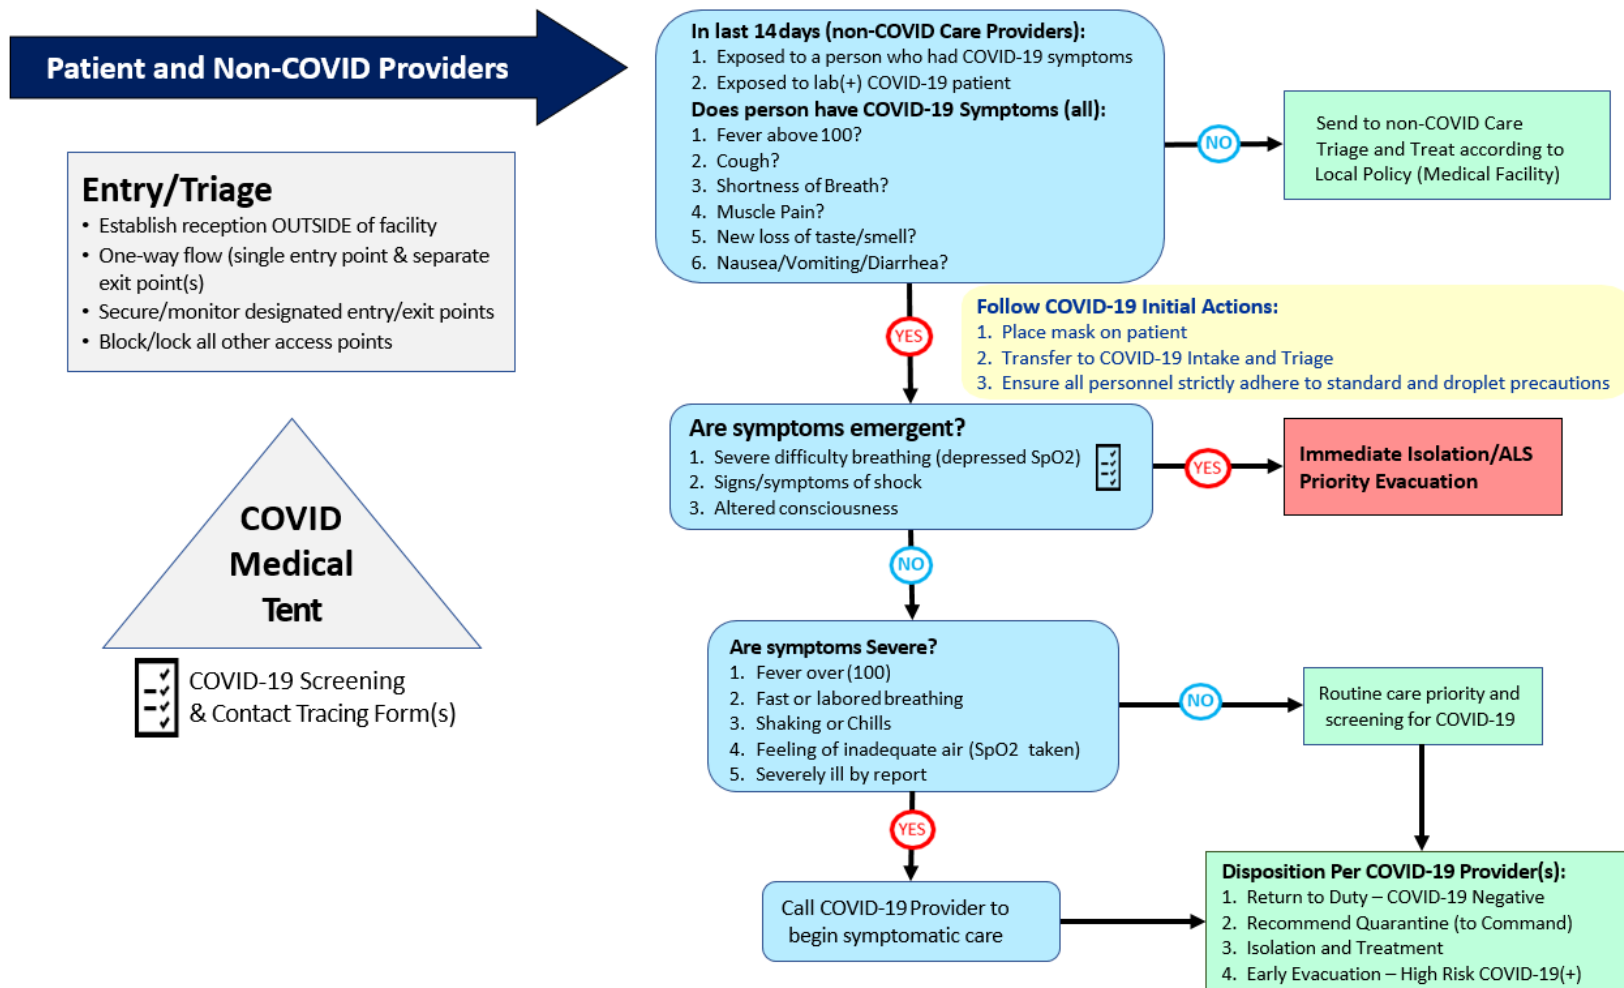 Patient and Non-COVID Providers
Entry/Triage
• Establish reception OUTSIDE of facility
• One-way flow (single entry point & separate
exit point(s)
• Secure/monitor designated entry/exit points
• Block/lock all other access points
COVID
Medical
Tent
COVID-19 Screening
& Contact Tracing Form(s)
In last 14 days (non-COVID Care Providers):
1. Exposed to a person who had COVID-19 symptoms
2. Exposed to lab(+) COVID-19 patient
Does person have COVID-19 Symptoms (all):
1. Fever above 100?
2. Cough?
3. Shortness of Breath?
4. Muscle Pain?
5. New loss of taste/smell?
6. Nausea/Vomiting/Diarrhea?
NO
Send to non-COVID Care
Triage and Treat according to
Local Policy (Medical Facility)
YES
Follow COVID-19 Initial Actions:
1. Place mask on patient
2. Transfer to COVID-19 Intake and Triage
3. Ensure all personnel strictly adhere to standard and droplet precautions
Are symptoms emergent?
1. Severe difficulty breathing (depressed SpO2)
2. Signs/symptoms of shock
3. Altered consciousness
YES
Immediate Isolation/ALS
Priority Evacuation
NO
Are symptoms Severe?
1. Fever over (100)
2. Fast or labored breathing
3. Shaking or Chills
4. Feeling of inadequate air (SpO2 taken)
5. Severely ill by report
NO
Routine care priority and
screening for COVID-19
YES
Call COVID-19 Provider to
begin symptomatic care
Disposition Per COVID-19 Provider(s):
1. Return to Duty – COVID-19 Negative
2. Recommend Quarantine (to Command)
3. Isolation and Treatment
4. Early Evacuation – High Risk COVID-19(+)